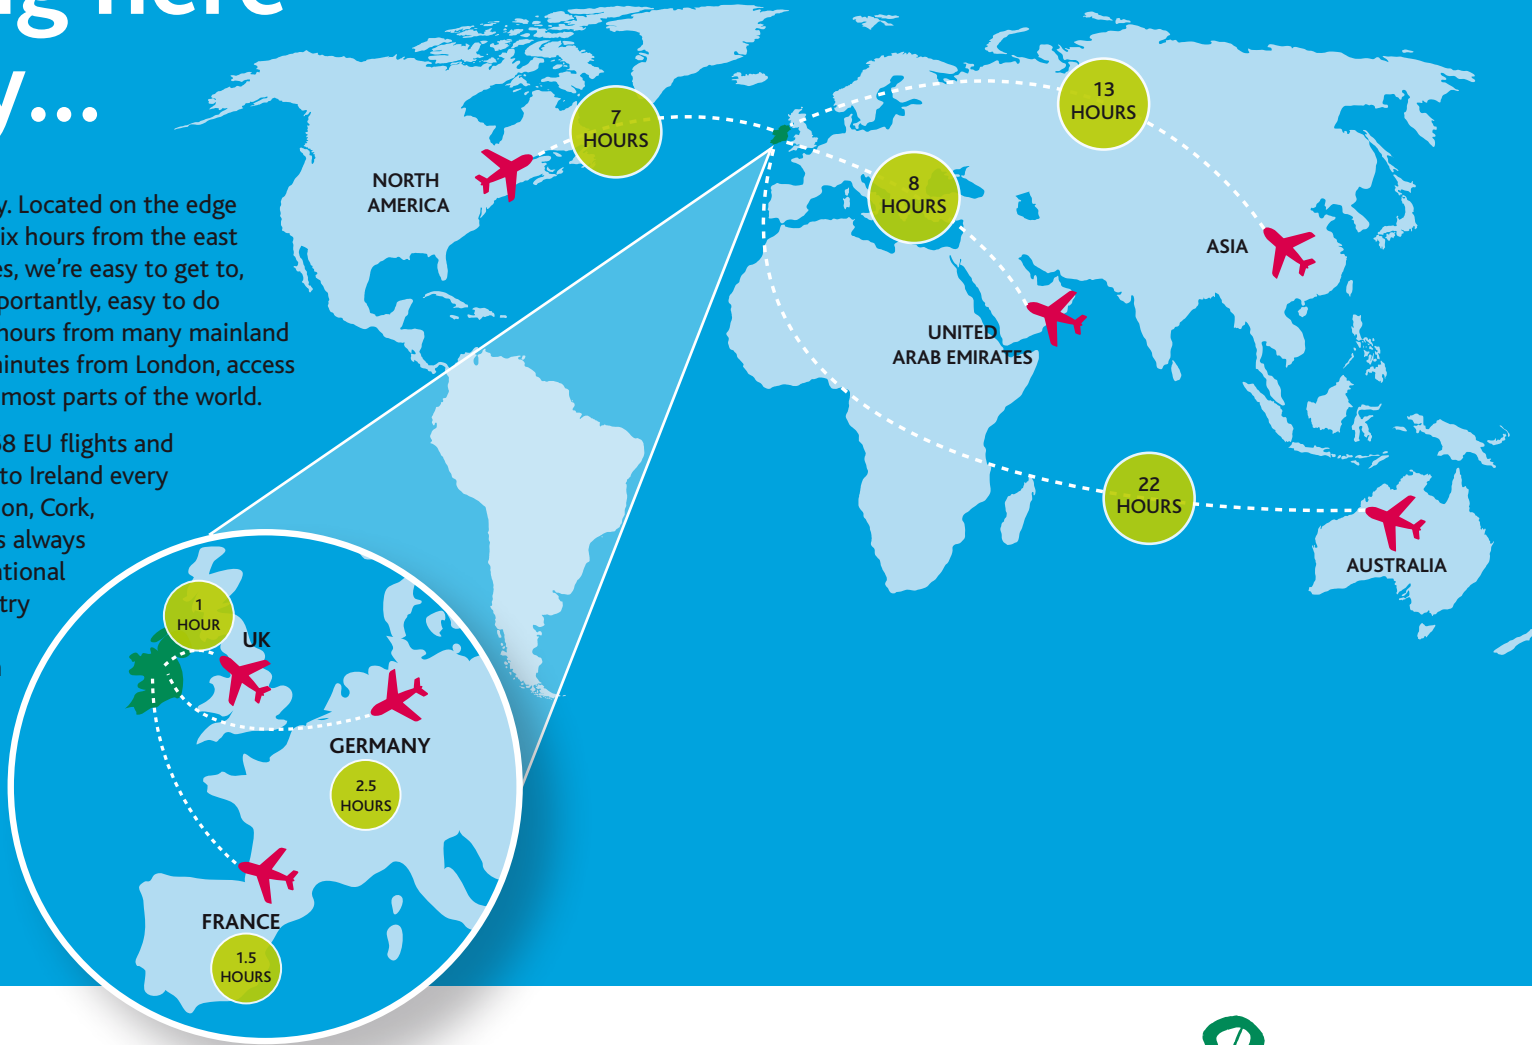 here
y...
y. Located on the edge
ix hours from the east
es, we're easy to get to,
portantly, easy to do
hours from many mainland
minutes from London, access
most parts of the world.
58 EU flights and
to Ireland every
on, Cork,
s always
ational
try
7
HOURS
NORTH
AMERICA
13
HOURS
8
HOURS
ASIA
UNITED
ARAB EMIRATES
22
HOURS
AUSTRALIA
1
HOUR
UK
GERMANY
2.5
HOURS
FRANCE
1.5
HOURS